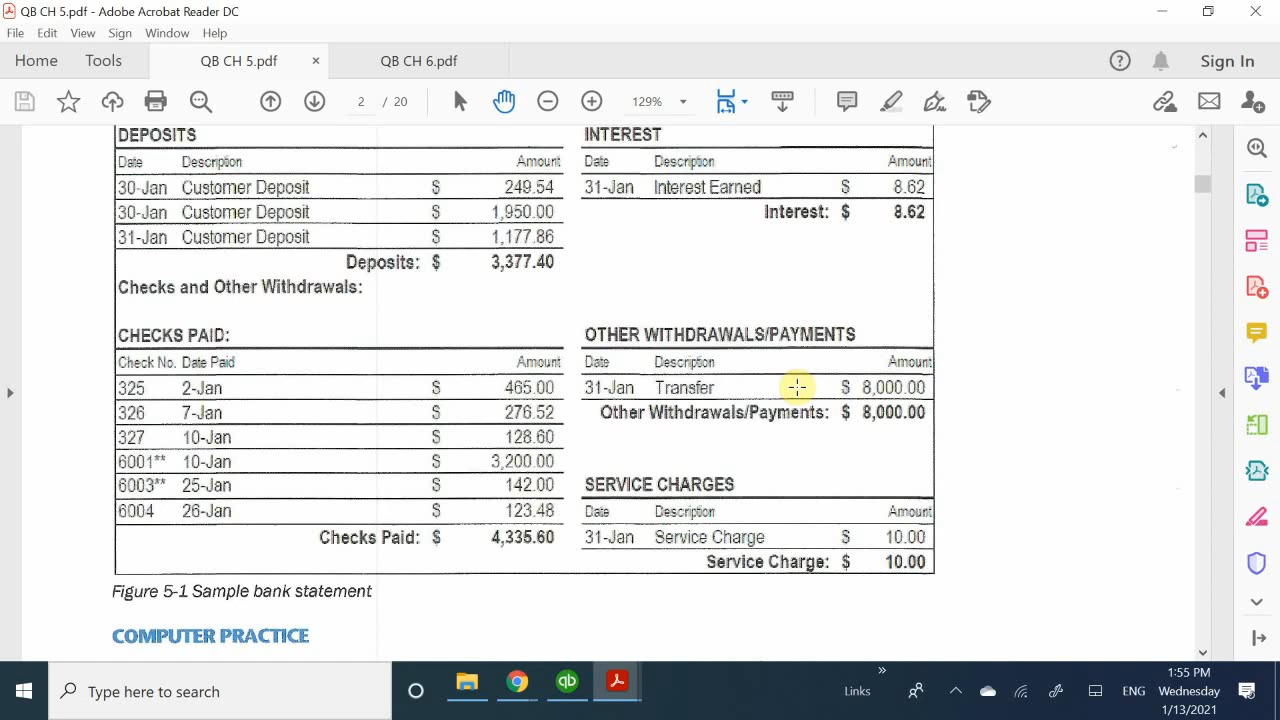 QB CH 5.pdf - Adobe Acrobat Reader DC
File Edit View Sign Window Help
Home Tools QB CH 5.pdf × QB CH 6.pdf Sign In
2 / 20 129%
DEPOSITS
Date Description Amount
30-Jan Customer Deposit $ 249.54
30-Jan Customer Deposit $ 1,950.00
31-Jan Customer Deposit $ 1,177.86
Deposits: $ 3,377.40
INTEREST
Date Description Amount
31-Jan Interest Earned $ 8.62
Interest: $ 8.62
Checks and Other Withdrawals:
CHECKS PAID:
Check No. Date Paid Amount
325 2-Jan $ 465.00
326 7-Jan $ 276.52
327 10-Jan $ 128.60
6001** 10-Jan $ 3,200.00
6003** 25-Jan $ 142.00
6004 26-Jan $ 123.48
Checks Paid: $ 4,335.60
OTHER WITHDRAWALS/PAYMENTS
Date Description Amount
31-Jan Transfer $ 8,000.00
Other Withdrawals/Payments: $ 8,000.00
SERVICE CHARGES
Date Description Amount
31-Jan Service Charge $ 10.00
Service Charge: $ 10.00
Figure 5-1 Sample bank statement
COMPUTER PRACTICE
Type here to search
qb
Links
ENG
1:55 PM
Wednesday
1/13/2021